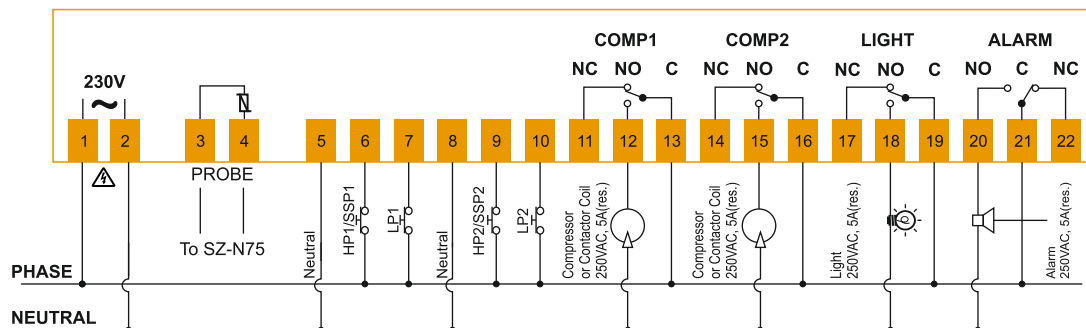 COMP1 COMP2 LIGHT ALARM
NC NO C NC NO C NC NO C NO C NC
230V
1 2 3 4 5 6 7 8 9 10 11 12 13 14 15 16 17 18 19 20 21 22
PROBE
To SZ-N75
Neutral
HP1/SSP1
LP1
Neutral
HP2/SSP2
LP2
Compressor
or Contactor Coil
250VAC, 5A(res.)
Compressor
or Contactor Coil
250VAC, 5A(res.)
Light
250VAC, 5A(res.)
Alarm
250VAC, 5A(res.)
PHASE
NEUTRAL